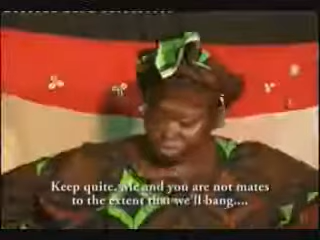 Keep quite. Me and you are not mates
to the extent that we'll bang....